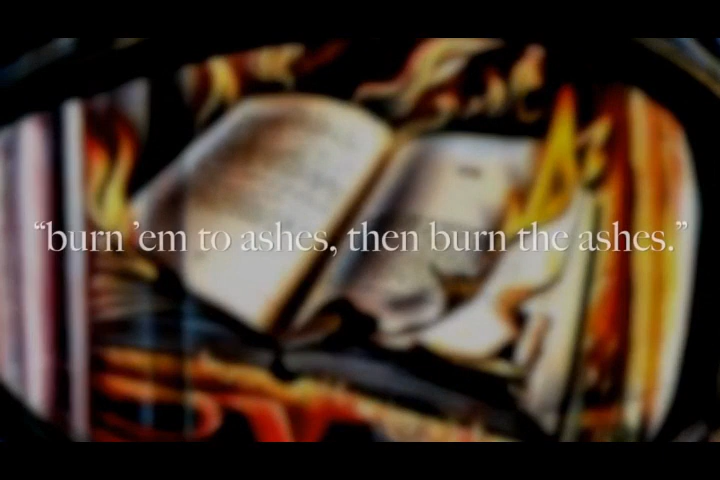 “burn ’em to ashes, then burn the ashes.”